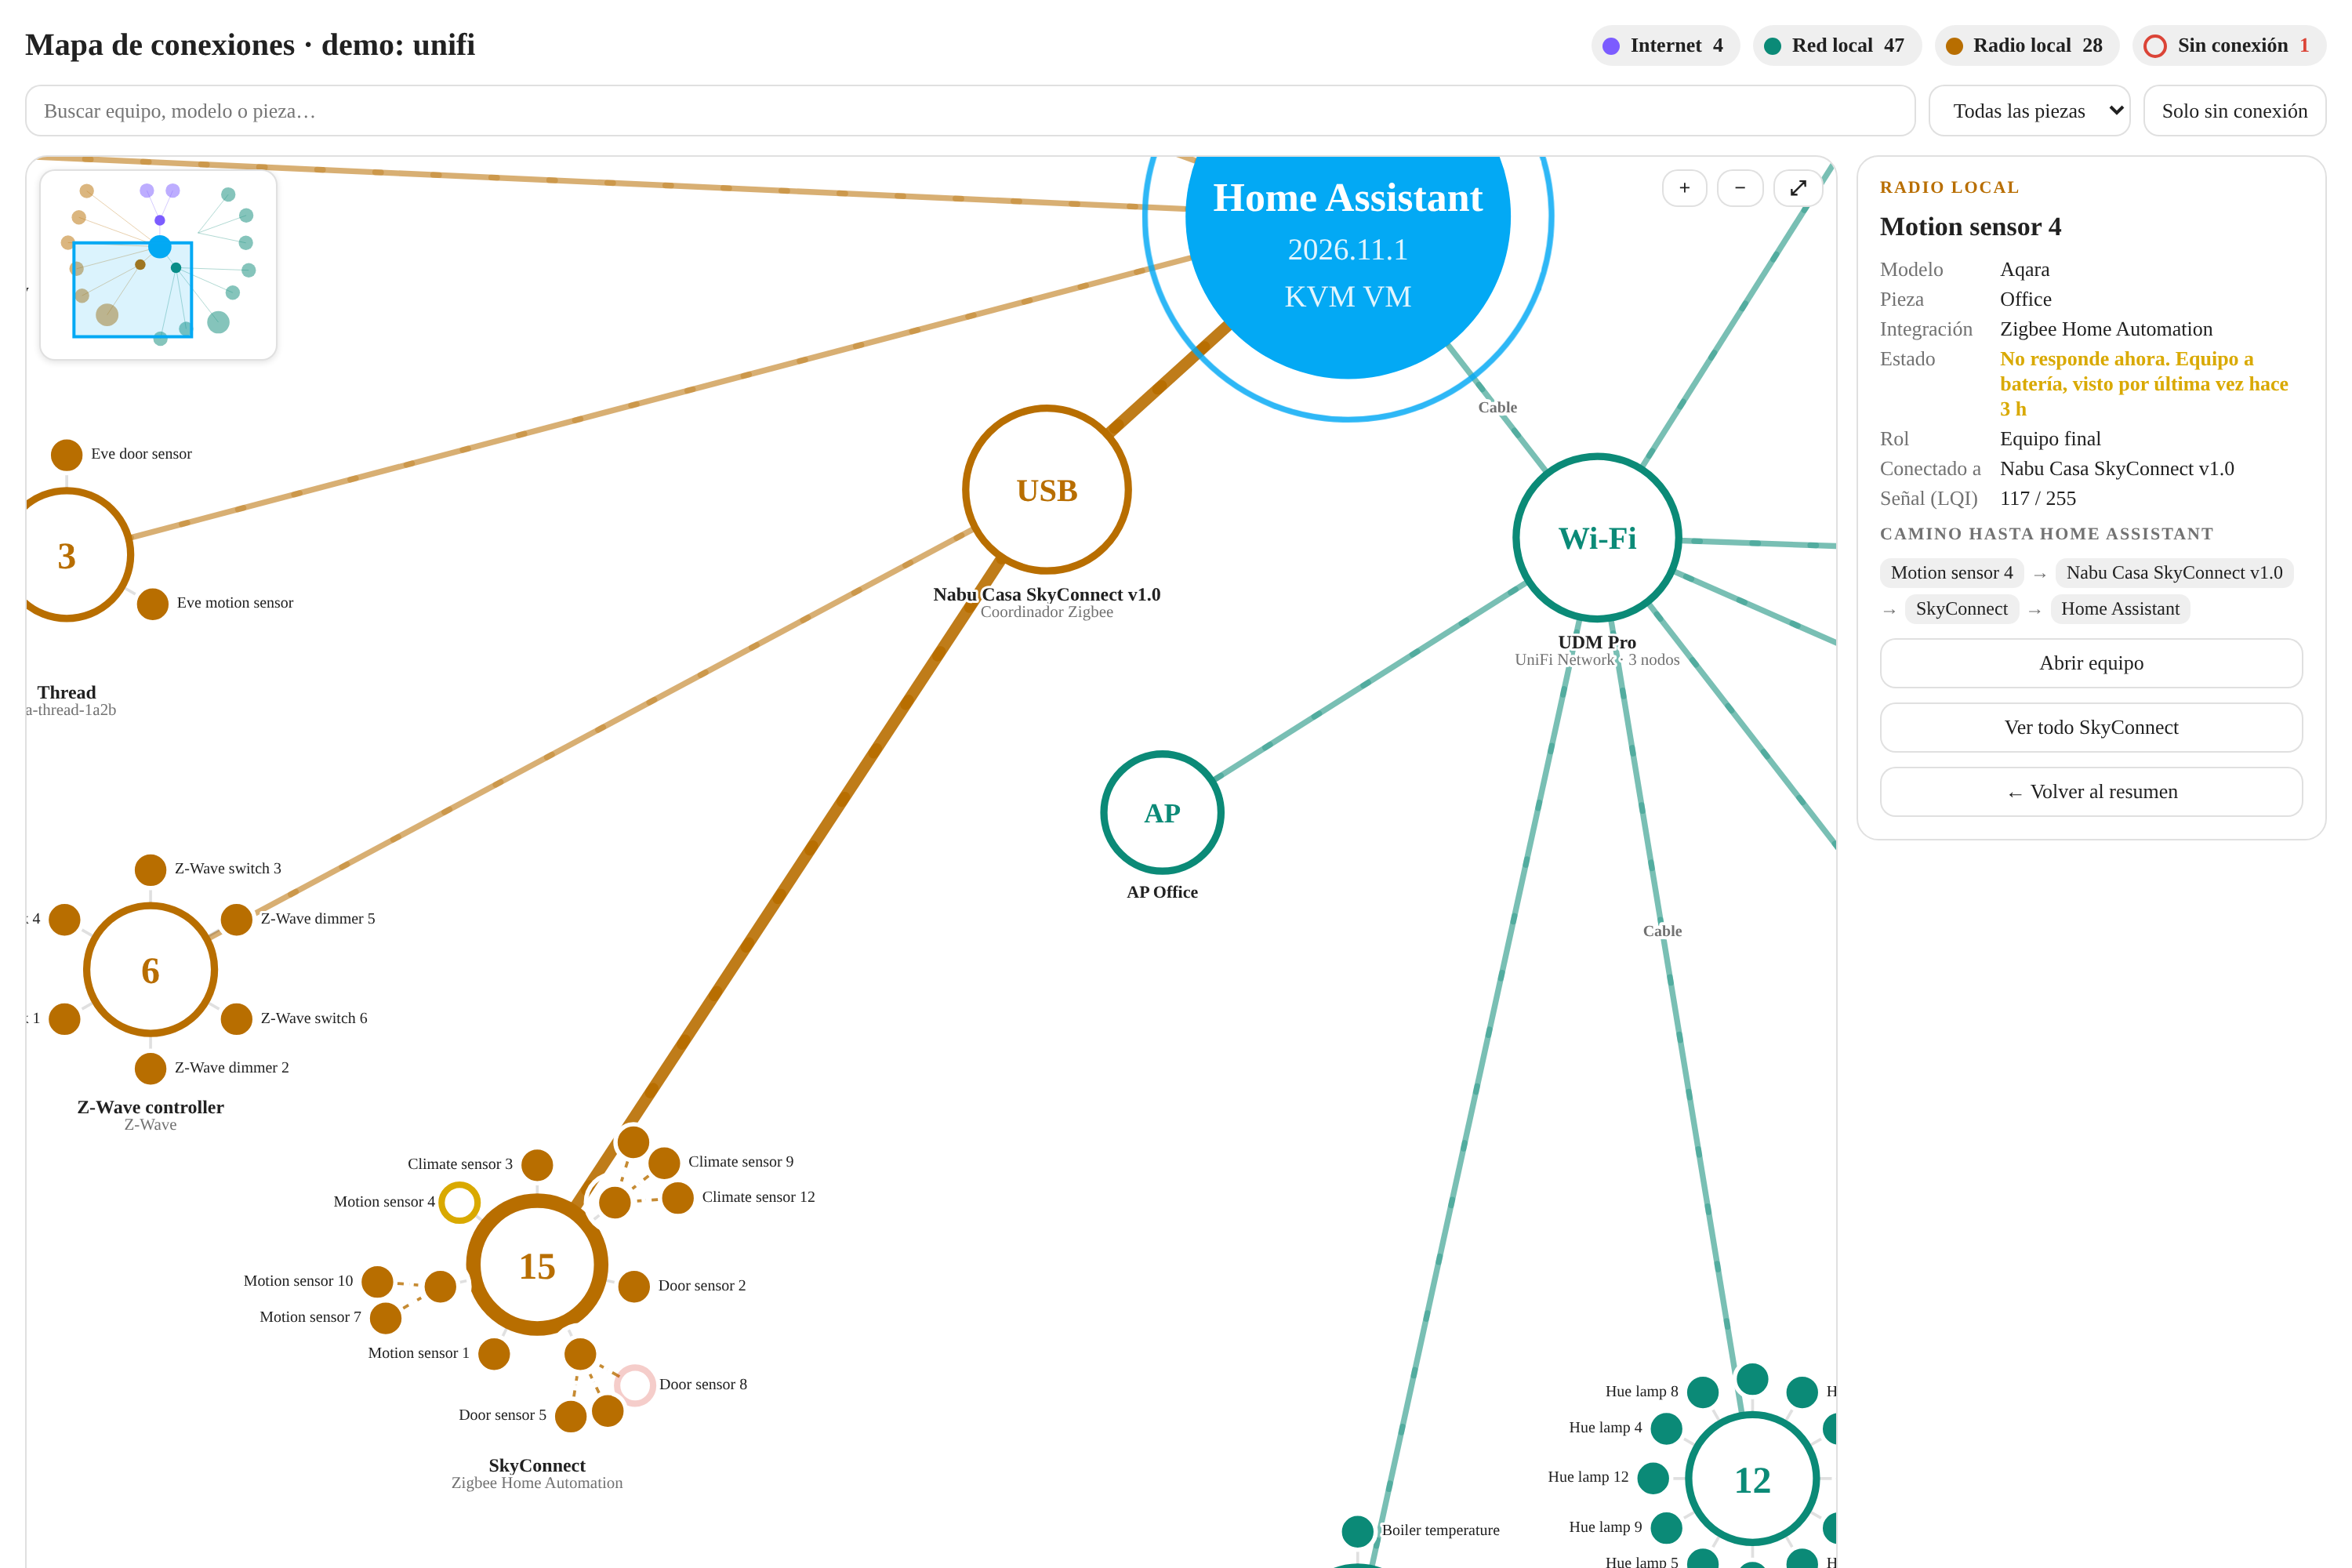 Mapa de conexiones · demo: unifi
Internet 4
Red local 47
Radio local 28
Sin conexión 1
Buscar equipo, modelo o pieza…
Todas las piezas
Solo sin conexión
Home Assistant
2026.11.1
KVM VM
+
−
Cable
USB
Nabu Casa SkyConnect v1.0
Coordinador Zigbee
Wi-Fi
UDM Pro
UniFi Network · 3 nodos
Eve door sensor
3
Eve motion sensor
Thread
a-thread-1a2b
AP
AP Office
Cable
Z-Wave switch 3
4
Z-Wave dimmer 5
6
1
Z-Wave switch 6
Z-Wave dimmer 2
Z-Wave controller
Z-Wave
Climate sensor 3
Climate sensor 9
Motion sensor 4
Climate sensor 12
15
Motion sensor 10
Door sensor 2
Motion sensor 7
Motion sensor 1
Door sensor 8
Door sensor 5
SkyConnect
Zigbee Home Automation
Hue lamp 8
H
Hue lamp 4
Hue lamp 12
12
Hue lamp 9
Boiler temperature
Hue lamp 5
H
RADIO LOCAL
Motion sensor 4
Modelo Aqara
Pieza Office
Integración Zigbee Home Automation
Estado No responde ahora. Equipo a
batería, visto por última vez hace
3 h
Rol Equipo final
Conectado a Nabu Casa SkyConnect v1.0
Señal (LQI) 117 / 255
CAMINO HASTA HOME ASSISTANT
Motion sensor 4 → Nabu Casa SkyConnect v1.0
→ SkyConnect → Home Assistant
Abrir equipo
Ver todo SkyConnect
← Volver al resumen